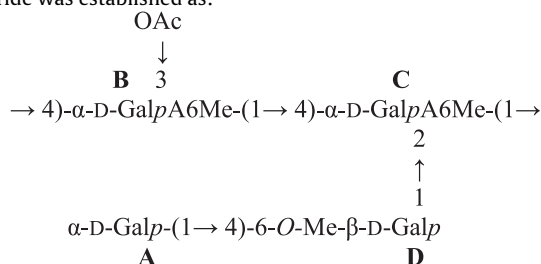 ride was established as:
OAc
↓
B 3 C
→ 4)-α-D-GalpA6Me-(1→ 4)-α-D-GalpA6Me-(1→
2
↑
1
α-D-Galp-(1→ 4)-6-O-Me-β-D-Galp
A D